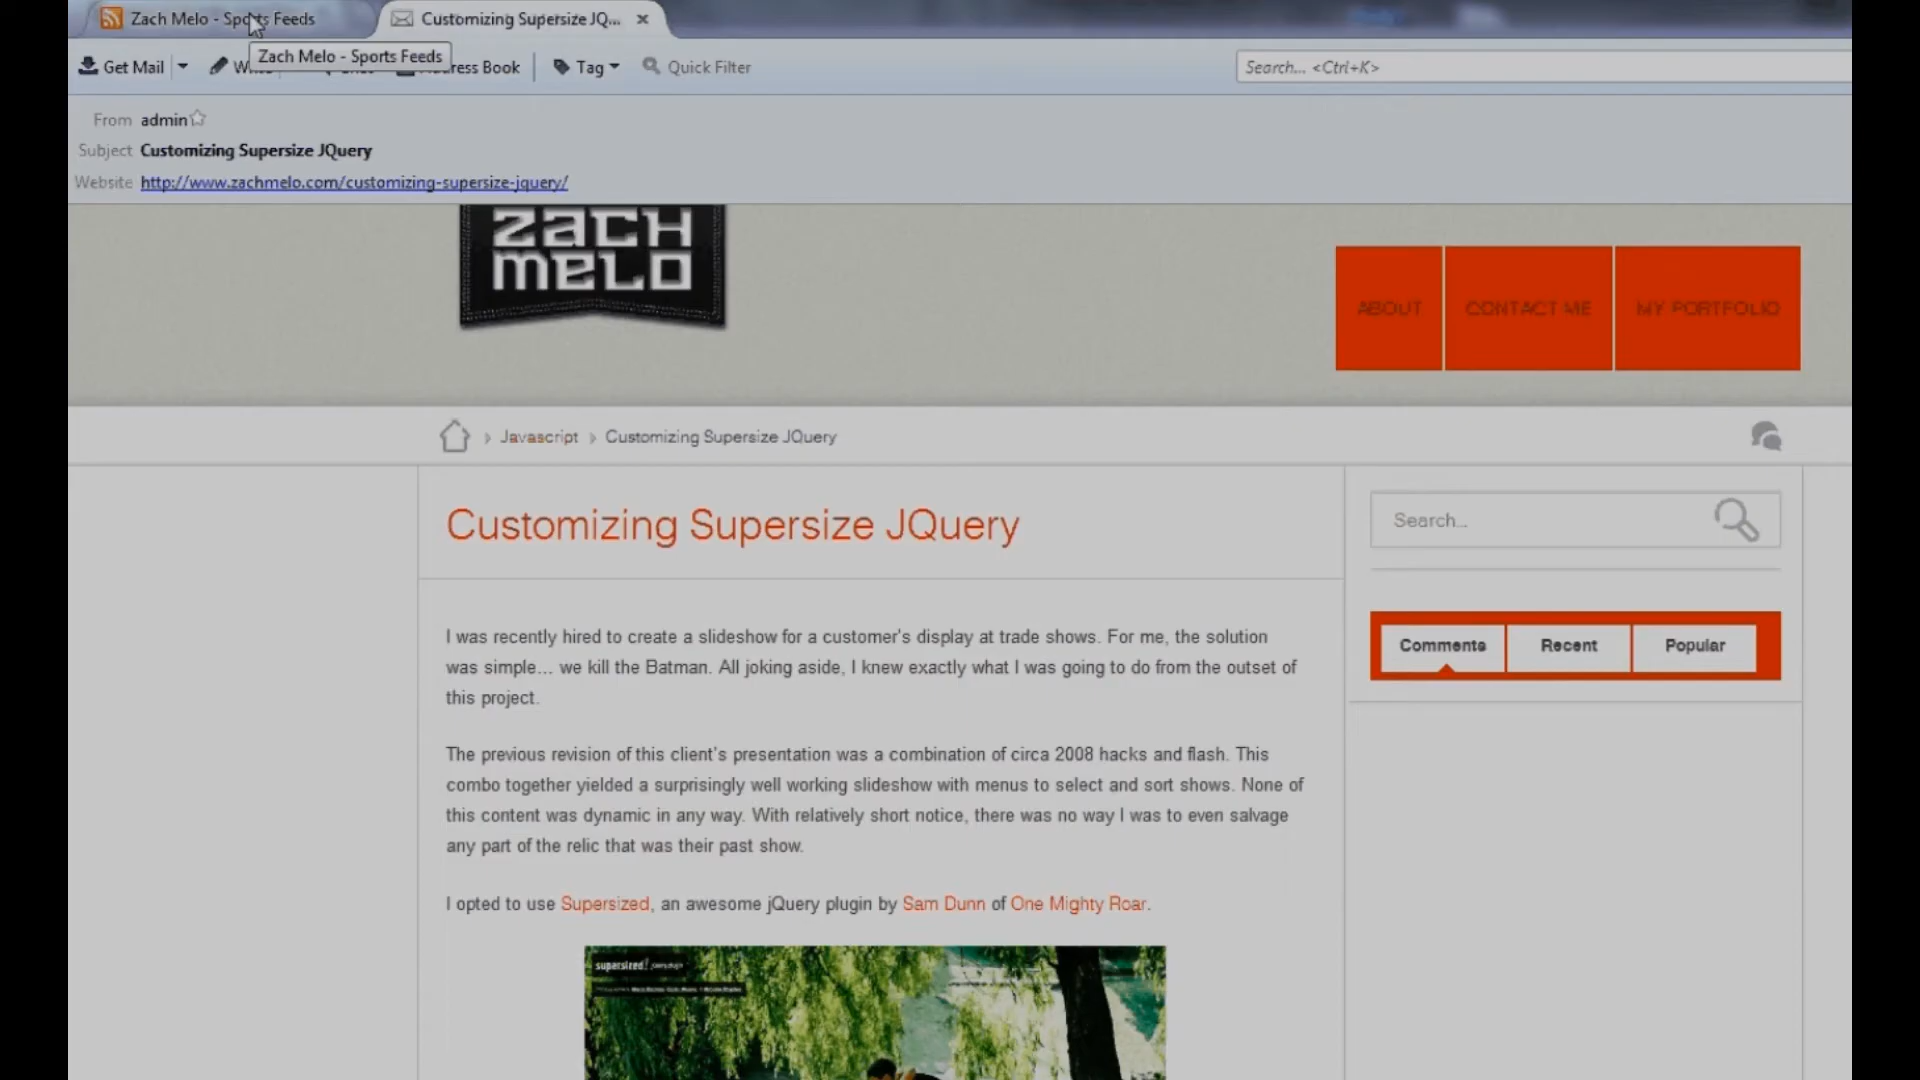 Zach Melo - Sports Feeds
Customizing Supersize JQ...
Zach Melo - Sports Feeds
Get Mail
Address Book
Tag
Quick Filter
Search... <Ctrl+K>
From admin
Subject Customizing Supersize JQuery
Website http://www.zachmelo.com/customizing-supersize-jquery/
zach
melo
ABOUT
CONTACT ME
MY PORTFOLIO
Javascript
Customizing Supersize JQuery
Customizing Supersize JQuery
Search...
Comments
Recent
Popular
I was recently hired to create a slideshow for a customer's display at trade shows. For me, the solution
was simple... we kill the Batman. All joking aside, I knew exactly what I was going to do from the outset of
this project.
The previous revision of this client's presentation was a combination of circa 2008 hacks and flash. This
combo together yielded a surprisingly well working slideshow with menus to select and sort shows. None of
this content was dynamic in any way. With relatively short notice, there was no way I was to even salvage
any part of the relic that was their past show.
I opted to use Supersized, an awesome jQuery plugin by Sam Dunn of One Mighty Roar.
supersized!